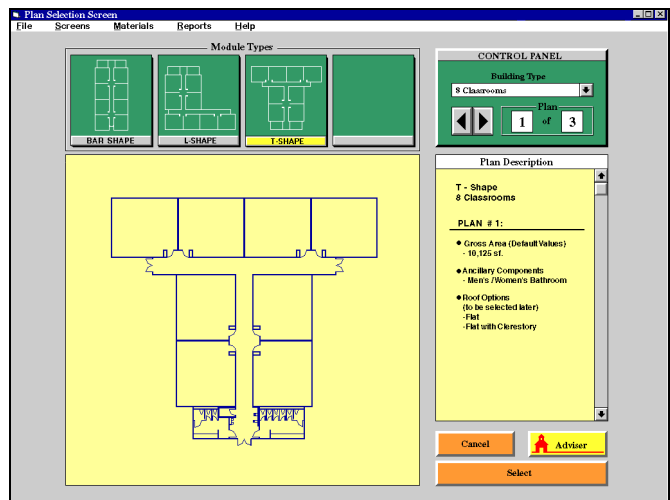 Plan Selection Screen
File Screens Materials Reports Help
Module Types
BAR SHAPE
L-SHAPE
T-SHAPE
CONTROL PANEL
Building Type
8 Classrooms
Plan
1 of 3
Plan Description
T - Shape
8 Classrooms
PLAN # 1:
● Gross Area (Default Values)
- 10,125 sf.
● Ancillary Components
- Men's /Women's Bathroom
● Roof Options
(to be selected later)
-Flat
-Flat with Clerestory
Cancel
Adviser
Select